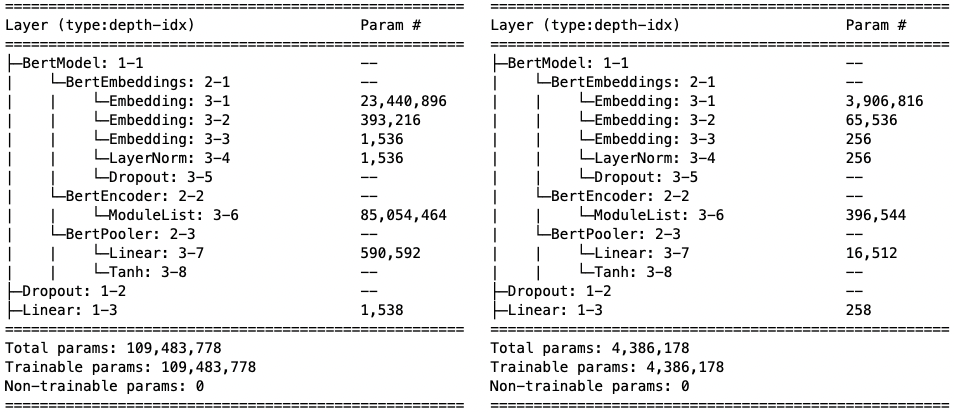 ==========================================================
Layer (type:depth-idx)                   Param #
==========================================================
├─BertModel: 1-1                         --
|    └─BertEmbeddings: 2-1               --
|    |    └─Embedding: 3-1               23,440,896
|    |    └─Embedding: 3-2               393,216
|    |    └─Embedding: 3-3               1,536
|    |    └─LayerNorm: 3-4               1,536
|    |    └─Dropout: 3-5                 --
|    └─BertEncoder: 2-2                  --
|    |    └─ModuleList: 3-6              85,054,464
|    └─BertPooler: 2-3                   --
|    |    └─Linear: 3-7                  590,592
|    |    └─Tanh: 3-8                    --
├─Dropout: 1-2                           --
├─Linear: 1-3                            1,538
==========================================================
Total params: 109,483,778
Trainable params: 109,483,778
Non-trainable params: 0
==========================================================
==========================================================
Layer (type:depth-idx)                   Param #
==========================================================
├─BertModel: 1-1                         --
|    └─BertEmbeddings: 2-1               --
|    |    └─Embedding: 3-1               3,906,816
|    |    └─Embedding: 3-2               65,536
|    |    └─Embedding: 3-3               256
|    |    └─LayerNorm: 3-4               256
|    |    └─Dropout: 3-5                 --
|    └─BertEncoder: 2-2                  --
|    |    └─ModuleList: 3-6              396,544
|    └─BertPooler: 2-3                   --
|    |    └─Linear: 3-7                  16,512
|    |    └─Tanh: 3-8                    --
├─Dropout: 1-2                           --
├─Linear: 1-3                            258
==========================================================
Total params: 4,386,178
Trainable params: 4,386,178
Non-trainable params: 0
==========================================================